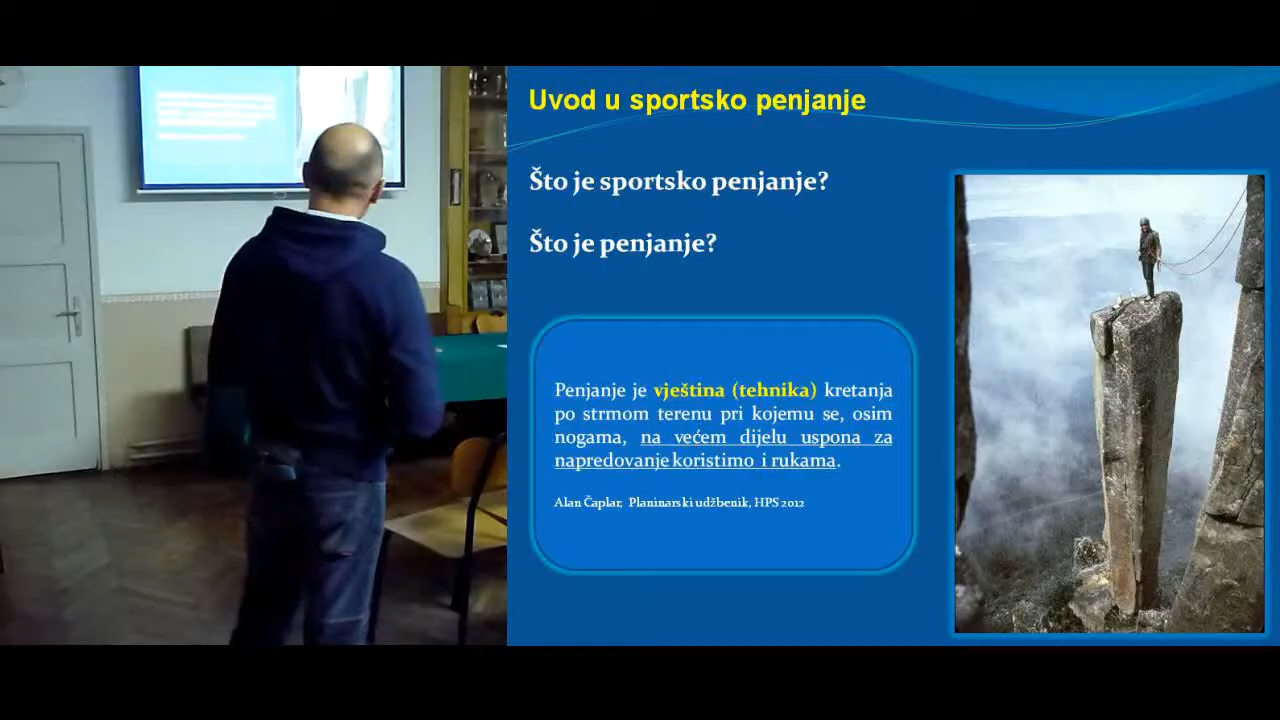 Uvod u sportsko penjanje
Što je sportsko penjanje?
Što je penjanje?
Penjanje je vještina (tehnika) kretanja
po strmom terenu pri kojemu se, osim
nogama, na većem dijelu uspona za
napredovanje koristimo i rukama.
Alan Čaplar, Planinarski udžbenik, HPS 2012